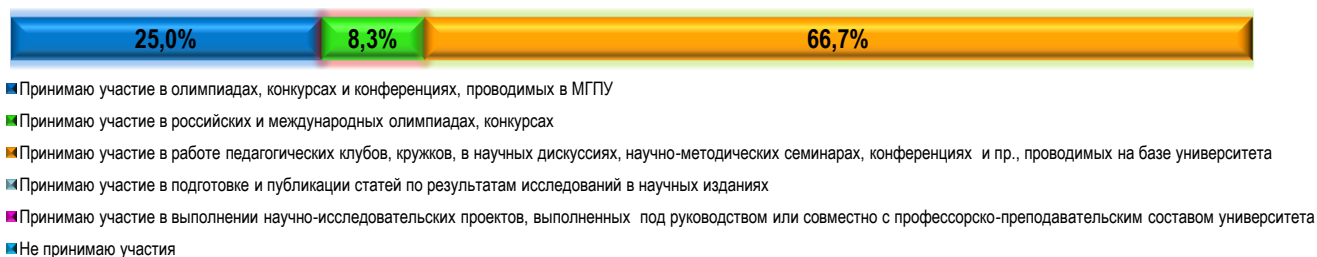 25,0% 8,3% 66,7%
Принимаю участие в олимпиадах, конкурсах и конференциях, проводимых в МГПУ
Принимаю участие в российских и международных олимпиадах, конкурсах
Принимаю участие в работе педагогических клубов, кружков, в научных дискуссиях, научно-методических семинарах, конференциях и пр., проводимых на базе университета
Принимаю участие в подготовке и публикации статей по результатам исследований в научных изданиях
Принимаю участие в выполнении научно-исследовательских проектов, выполненных под руководством или совместно с профессорско-преподавательским составом университета
Не принимаю участия